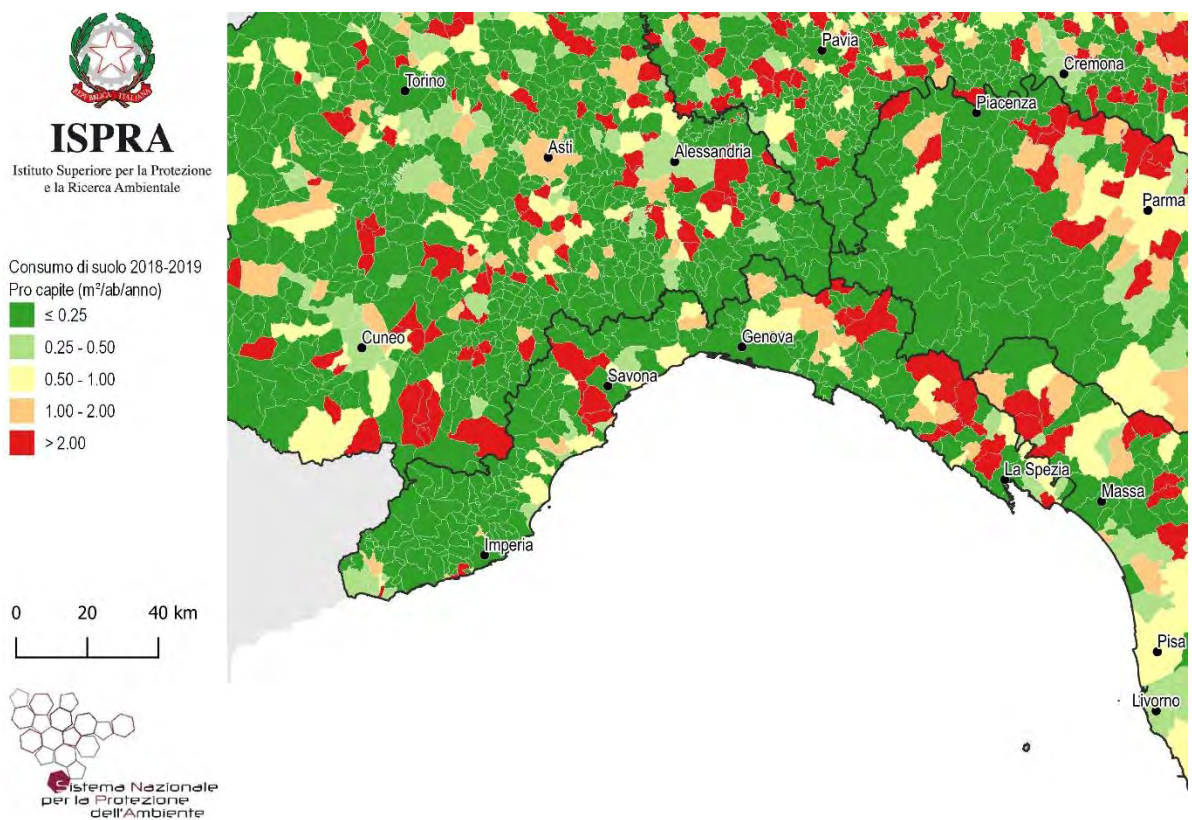 REPVBBLICA ITALIANA
ISPRA
Istituto Superiore per la Protezione
e la Ricerca Ambientale
Consumo di suolo 2018-2019
Pro capite (m²/ab/anno)
≤ 0.25
0.25 - 0.50
0.50 - 1.00
1.00 - 2.00
> 2.00
0 20 40 km
Sistema Nazionale
per la Protezione
dell'Ambiente
Pavia
Cremona
Torino
Piacenza
Asti
Alessandria
Parma
Cuneo
Genova
Savona
La Spezia
Massa
Imperia
Pisa
Livorno